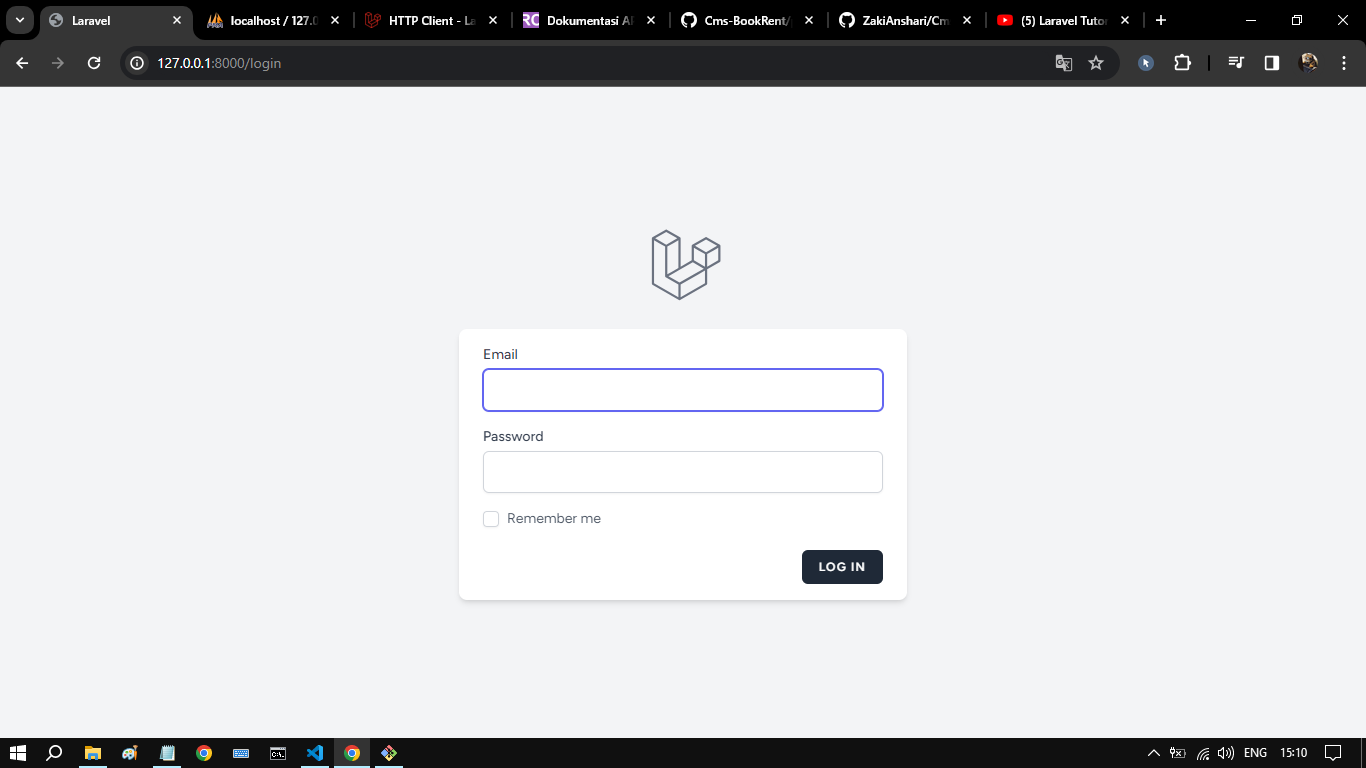 Laravel
localhost / 127.0
HTTP Client - La
Dokumentasi AP
Cms-BookRent/
ZakiAnshari/Cm
(5) Laravel Tutor
127.0.0.1:8000/login
Email
Password
Remember me
LOG IN
ENG
15:10